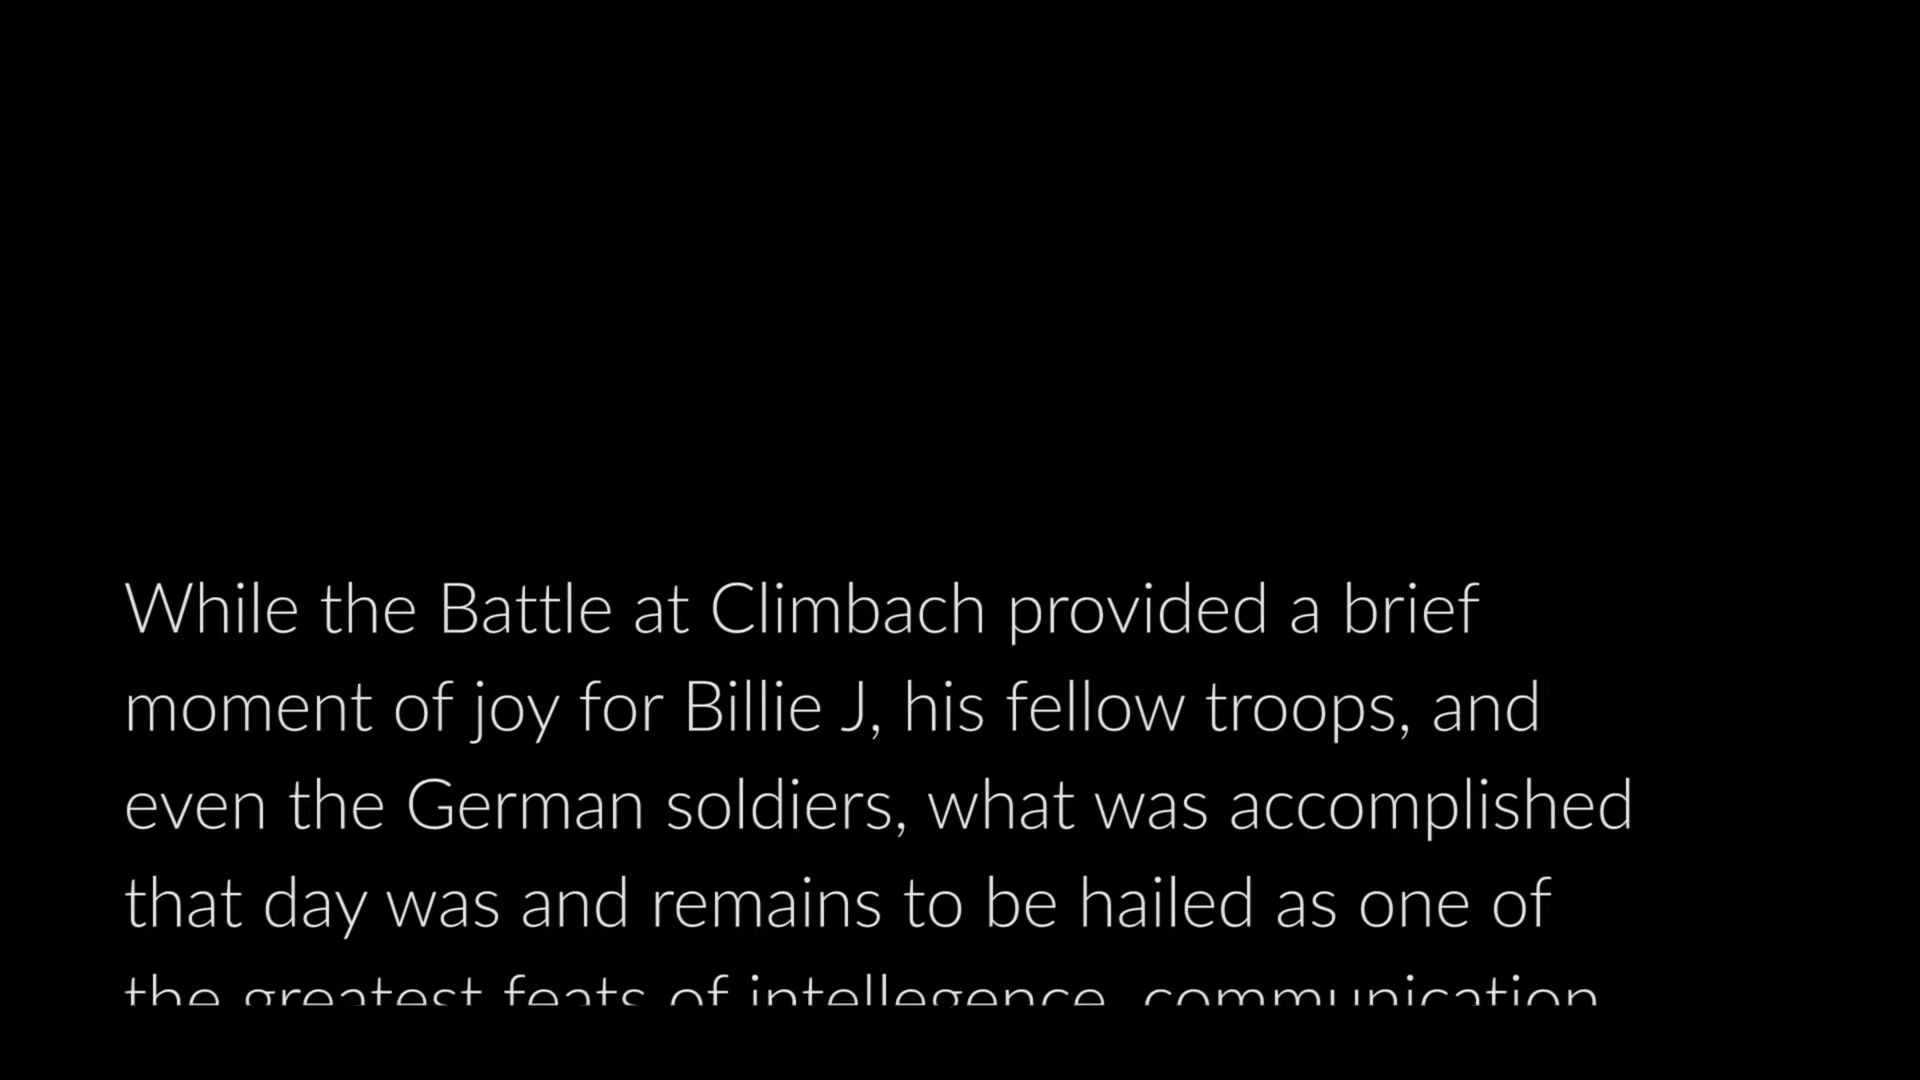 While the Battle at Climbach provided a brief
moment of joy for Billie J, his fellow troops, and
even the German soldiers, what was accomplished
that day was and remains to be hailed as one of
the greatest feats of intellegence, communication